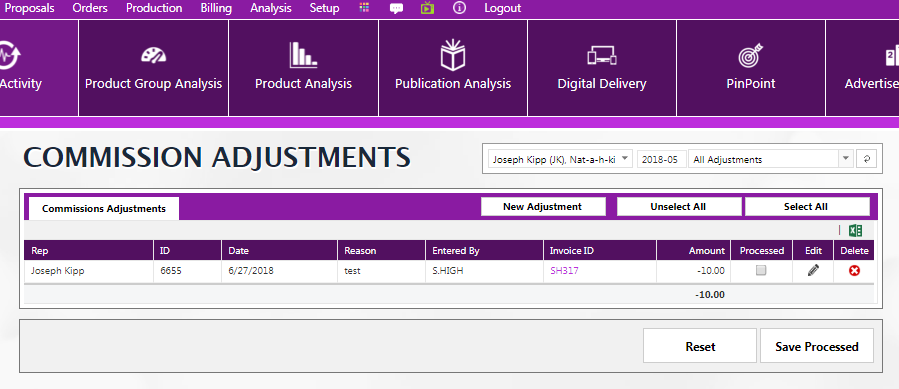 Proposals Orders Production Billing Analysis Setup Logout
Activity Product Group Analysis Product Analysis Publication Analysis Digital Delivery PinPoint Advertise
COMMISSION ADJUSTMENTS
Joseph Kipp (JK), Nat-a-h-ki 2018-05 All Adjustments
Commissions Adjustments New Adjustment Unselect All Select All
Rep ID Date Reason Entered By Invoice ID Amount Processed Edit Delete
Joseph Kipp 6655 6/27/2018 test S.HIGH SH317 -10.00
-10.00
Reset Save Processed